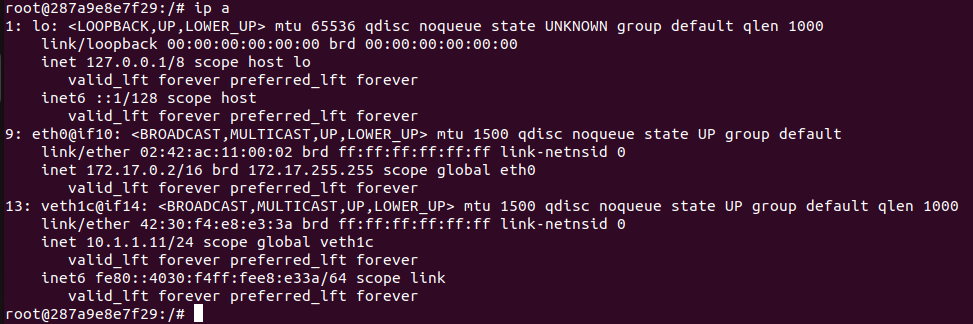 root@287a9e8e7f29:/# ip a
1: lo: <LOOPBACK,UP,LOWER_UP> mtu 65536 qdisc noqueue state UNKNOWN group default qlen 1000
    link/loopback 00:00:00:00:00:00 brd 00:00:00:00:00:00
    inet 127.0.0.1/8 scope host lo
       valid_lft forever preferred_lft forever
    inet6 ::1/128 scope host
       valid_lft forever preferred_lft forever
9: eth0@if10: <BROADCAST,MULTICAST,UP,LOWER_UP> mtu 1500 qdisc noqueue state UP group default
    link/ether 02:42:ac:11:00:02 brd ff:ff:ff:ff:ff:ff link-netnsid 0
    inet 172.17.0.2/16 brd 172.17.255.255 scope global eth0
       valid_lft forever preferred_lft forever
13: veth1c@if14: <BROADCAST,MULTICAST,UP,LOWER_UP> mtu 1500 qdisc noqueue state UP group default qlen 1000
    link/ether 42:30:f4:e8:e3:3a brd ff:ff:ff:ff:ff:ff link-netnsid 0
    inet 10.1.1.11/24 scope global veth1c
       valid_lft forever preferred_lft forever
    inet6 fe80::4030:f4ff:fee8:e33a/64 scope link
       valid_lft forever preferred_lft forever
root@287a9e8e7f29:/#